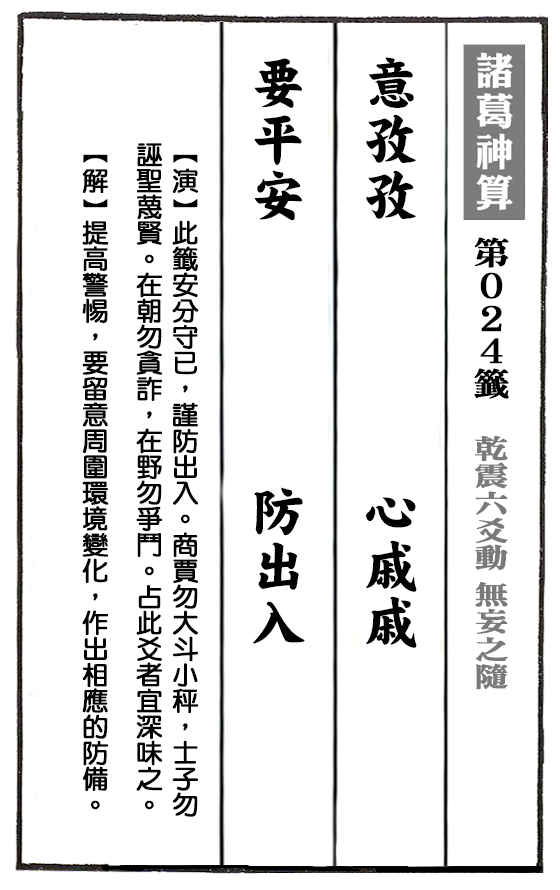 諸葛神算 第024籤 乾震六爻動 無妄之隨
意孜孜 心戚戚
要平安 防出入
【演】此籤安分守已，謹防出入。商賈勿大斗小秤，士子勿
誣聖蔑賢。在朝勿貪詐，在野勿爭鬥。占此爻者宜深味之。
【解】提高警惕，要留意周圍環境變化，作出相應的防備。